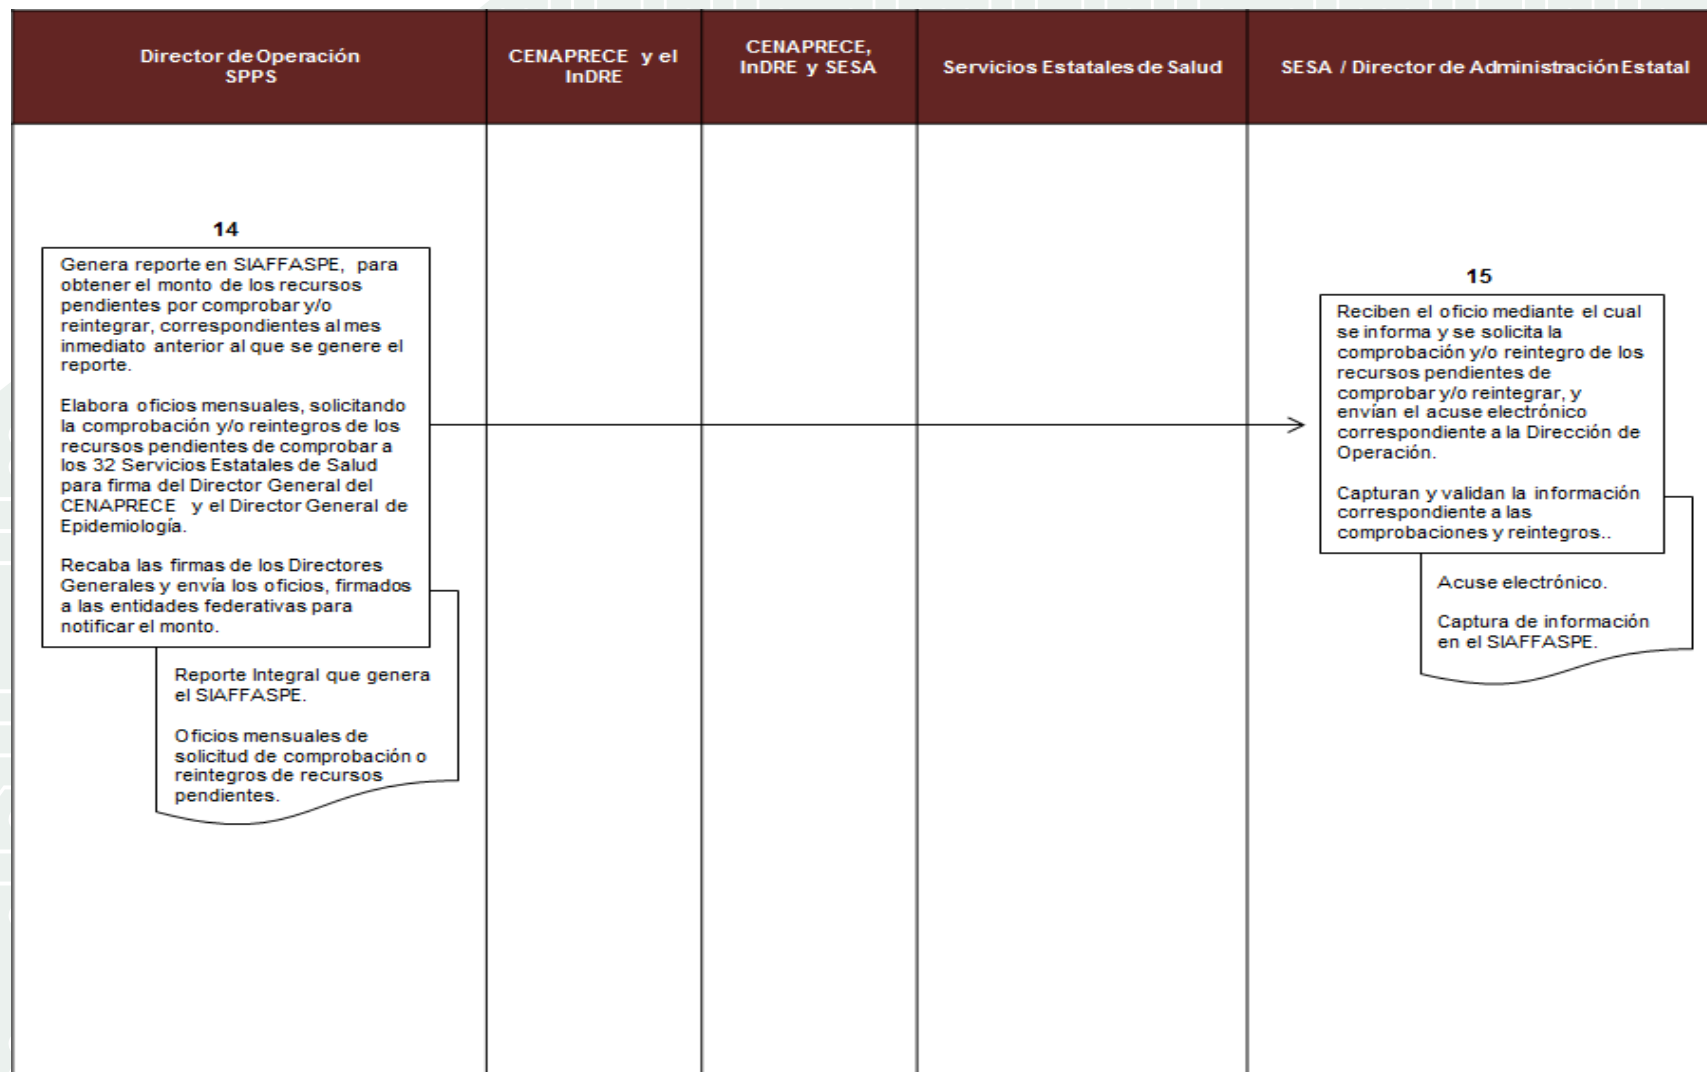 Director de Operación
SPPS
CENAPRECE y el
InDRE
CENAPRECE,
InDRE y SESA
Servicios Estatales de Salud
SESA / Director de Administración Estatal
14
Genera reporte en SIAFFASPE, para
obtener el monto de los recursos
pendientes por comprobar y/o
reintegrar, correspondientes al mes
inmediato anterior al que se genere el
reporte.
Elabora oficios mensuales, solicitando
la comprobación y/o reintegros de los
recursos pendientes de comprobar a
los 32 Servicios Estatales de Salud
para firma del Director General del
CENAPRECE y el Director General de
Epidemiología.
Recaba las firmas de los Directores
Generales y envía los oficios, firmados
a las entidades federativas para
notificar el monto.
Reporte Integral que genera
el SIAFFASPE.
Oficios mensuales de
solicitud de comprobación o
reintegros de recursos
pendientes.
15
Reciben el oficio mediante el cual
se informa y se solicita la
comprobación y/o reintegro de los
recursos pendientes de
comprobar y/o reintegrar, y
envían el acuse electrónico
correspondiente a la Dirección de
Operación.
Capturan y validan la información
correspondiente a las
comprobaciones y reintegros..
Acuse electrónico.
Captura de información
en el SIAFFASPE.